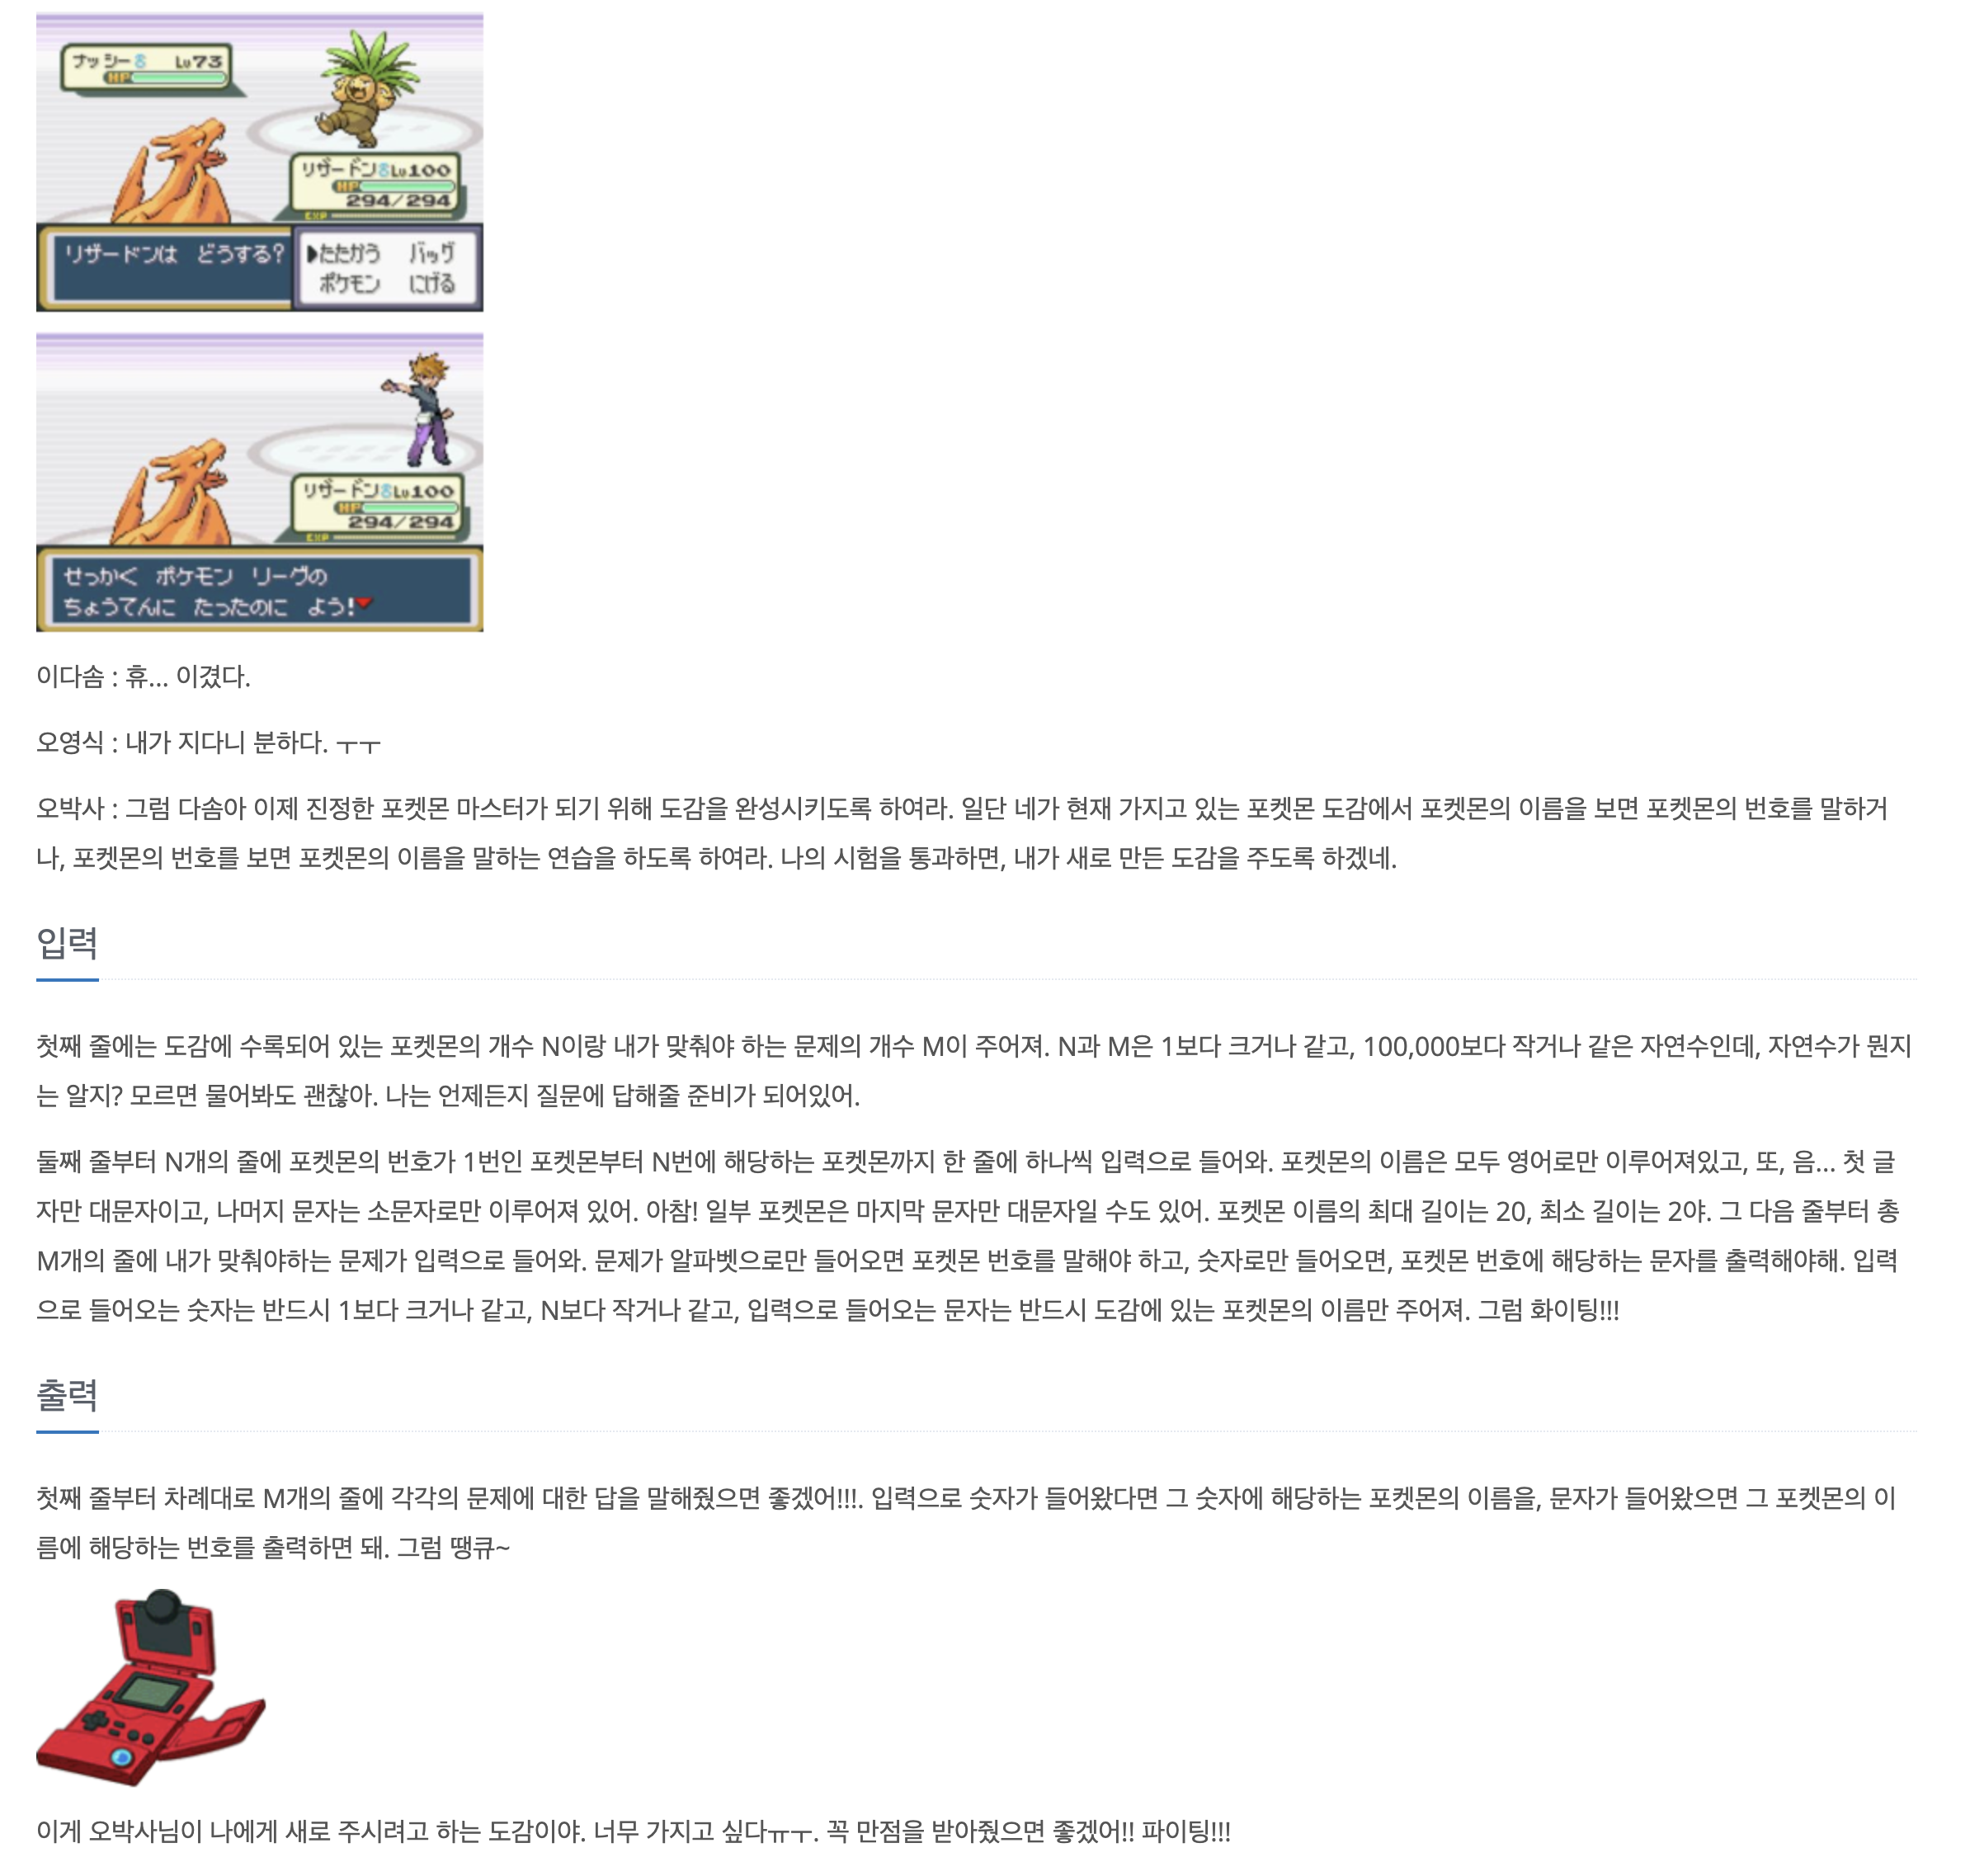 ナッシー♂ Lv73
HP
リザードン♂Lv100
HP
294/294
EXP
リザードンは どうする?
▶たたかう バッグ
ポケモン にげる
リザードン♂Lv100
HP
294/294
EXP
せっかく ポケモン リーグの
ちょうてんに たったのに よう!
이다솜 : 휴... 이겼다.
오영식 : 내가 지다니 분하다. ㅜㅜ
오박사 : 그럼 다솜아 이제 진정한 포켓몬 마스터가 되기 위해 도감을 완성시키도록 하여라. 일단 네가 현재 가지고 있는 포켓몬 도감에서 포켓몬의 이름을 보면 포켓몬의 번호를 말하거
나, 포켓몬의 번호를 보면 포켓몬의 이름을 말하는 연습을 하도록 하여라. 나의 시험을 통과하면, 내가 새로 만든 도감을 주도록 하겠네.
입력
첫째 줄에는 도감에 수록되어 있는 포켓몬의 개수 N이랑 내가 맞춰야 하는 문제의 개수 M이 주어져. N과 M은 1보다 크거나 같고, 100,000보다 작거나 같은 자연수인데, 자연수가 뭔지
는 알지? 모르면 물어봐도 괜찮아. 나는 언제든지 질문에 답해줄 준비가 되어있어.
둘째 줄부터 N개의 줄에 포켓몬의 번호가 1번인 포켓몬부터 N번에 해당하는 포켓몬까지 한 줄에 하나씩 입력으로 들어와. 포켓몬의 이름은 모두 영어로만 이루어져있고, 또, 음... 첫 글
자만 대문자이고, 나머지 문자는 소문자로만 이루어져 있어. 아참! 일부 포켓몬은 마지막 문자만 대문자일 수도 있어. 포켓몬 이름의 최대 길이는 20, 최소 길이는 2야. 그 다음 줄부터 총
M개의 줄에 내가 맞춰야하는 문제가 입력으로 들어와. 문제가 알파벳으로만 들어오면 포켓몬 번호를 말해야 하고, 숫자로만 들어오면, 포켓몬 번호에 해당하는 문자를 출력해야해. 입력
으로 들어오는 숫자는 반드시 1보다 크거나 같고, N보다 작거나 같고, 입력으로 들어오는 문자는 반드시 도감에 있는 포켓몬의 이름만 주어져. 그럼 화이팅!!!
출력
첫째 줄부터 차례대로 M개의 줄에 각각의 문제에 대한 답을 말해줬으면 좋겠어!!!. 입력으로 숫자가 들어왔다면 그 숫자에 해당하는 포켓몬의 이름을, 문자가 들어왔으면 그 포켓몬의 이
름에 해당하는 번호를 출력하면 돼. 그럼 땡큐~
이게 오박사님이 나에게 새로 주시려고 하는 도감이야. 너무 가지고 싶다ㅠㅜ. 꼭 만점을 받아줬으면 좋겠어!! 파이팅!!!